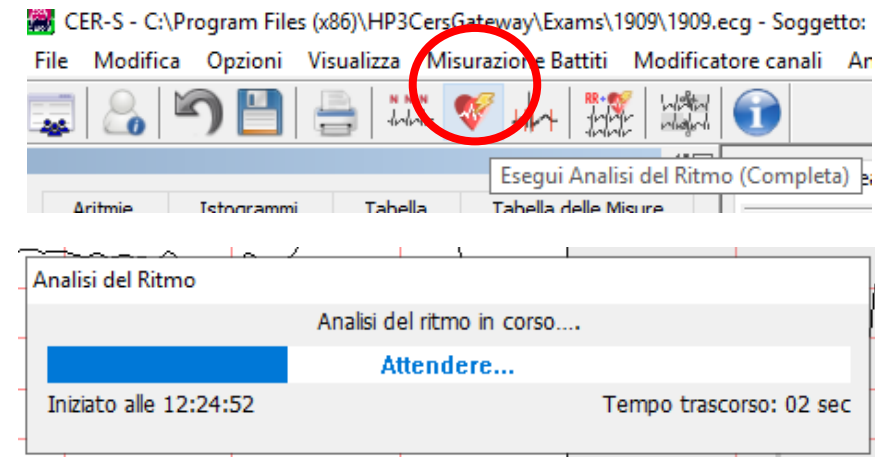 CER-S - C:\Program Files (x86)\HP3CersGateway\Exams\1909\1909.ecg - Soggetto:
File Modifica Opzioni Visualizza Misurazione Battiti Modificatore canali
N N N
RR+
Esegui Analisi del Ritmo (Completa)
Aritmie Istogrammi Tabella Tabella delle Misure
Analisi del Ritmo
Analisi del ritmo in corso....
Attendere...
Iniziato alle 12:24:52 Tempo trascorso: 02 sec